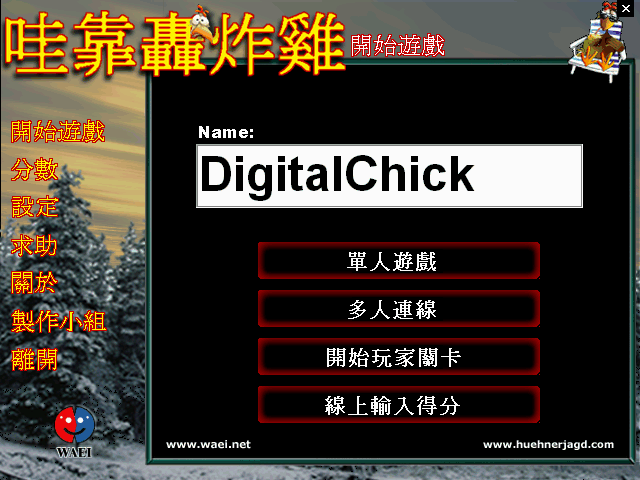 哇靠轟炸雞
開始遊戲
開始遊戲
分數
設定
求助
關於
製作小組
離開
Name:
DigitalChick
單人遊戲
多人連線
開始玩家關卡
線上輸入得分
WAEI
www.waei.net
www.huehnerjagd.com